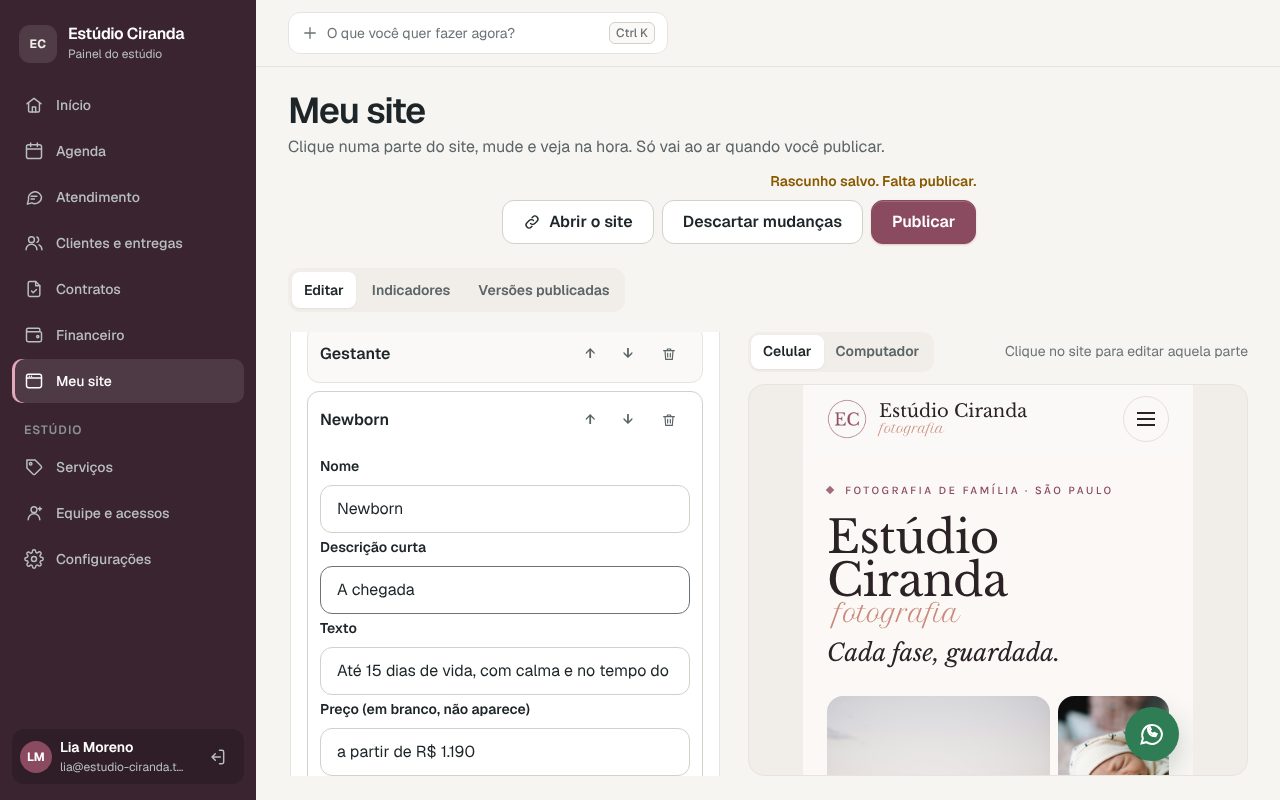 EC
Estúdio Ciranda
Painel do estúdio
Início
Agenda
Atendimento
Clientes e entregas
Contratos
Financeiro
Meu site
ESTÚDIO
Serviços
Equipe e acessos
Configurações
LM
Lia Moreno
lia@estudio-ciranda.t...
O que você quer fazer agora?
Ctrl K
Meu site
Clique numa parte do site, mude e veja na hora. Só vai ao ar quando você publicar.
Rascunho salvo. Falta publicar.
Abrir o site
Descartar mudanças
Publicar
Editar
Indicadores
Versões publicadas
Gestante
Newborn
Nome
Newborn
Descrição curta
A chegada
Texto
Até 15 dias de vida, com calma e no tempo do
Preço (em branco, não aparece)
a partir de R$ 1.190
Celular
Computador
Clique no site para editar aquela parte
EC
Estúdio Ciranda
fotografia
FOTOGRAFIA DE FAMÍLIA · SÃO PAULO
Estúdio
Ciranda
fotografia
Cada fase, guardada.